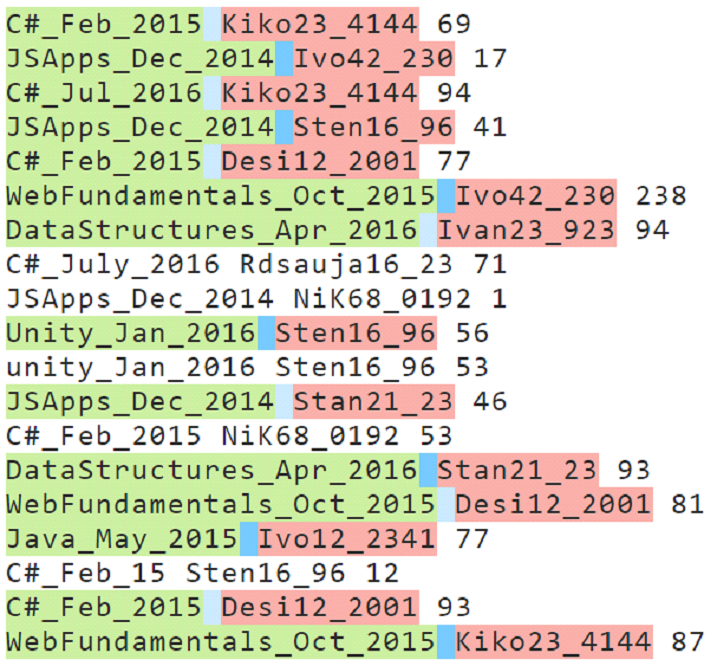 C#_Feb_2015 Kiko23_4144 69
JSApps_Dec_2014 Ivo42_230 17
C#_Jul_2016 Kiko23_4144 94
JSApps_Dec_2014 Sten16_96 41
C#_Feb_2015 Desi12_2001 77
WebFundamentals_Oct_2015 Ivo42_230 238
DataStructures_Apr_2016 Ivan23_923 94
C#_July_2016 Rdsauja16_23 71
JSApps_Dec_2014 NiK68_0192 1
Unity_Jan_2016 Sten16_96 56
unity_Jan_2016 Sten16_96 53
JSApps_Dec_2014 Stan21_23 46
C#_Feb_2015 NiK68_0192 53
DataStructures_Apr_2016 Stan21_23 93
WebFundamentals_Oct_2015 Desi12_2001 81
Java_May_2015 Ivo12_2341 77
C#_Feb_15 Sten16_96 12
C#_Feb_2015 Desi12_2001 93
WebFundamentals_Oct_2015 Kiko23_4144 87